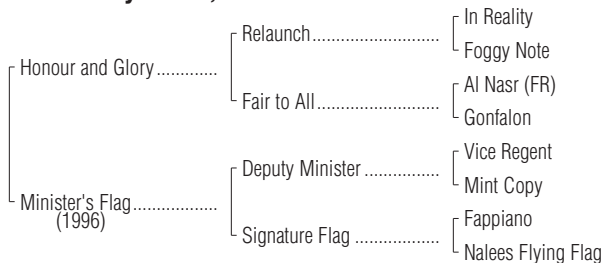 In Reality
Relaunch
Foggy Note
Honour and Glory
Al Nasr (FR)
Fair to All
Gonfalon
Vice Regent
Deputy Minister
Mint Copy
Minister's Flag
(1996)
Fappiano
Signature Flag
Nalees Flying Flag